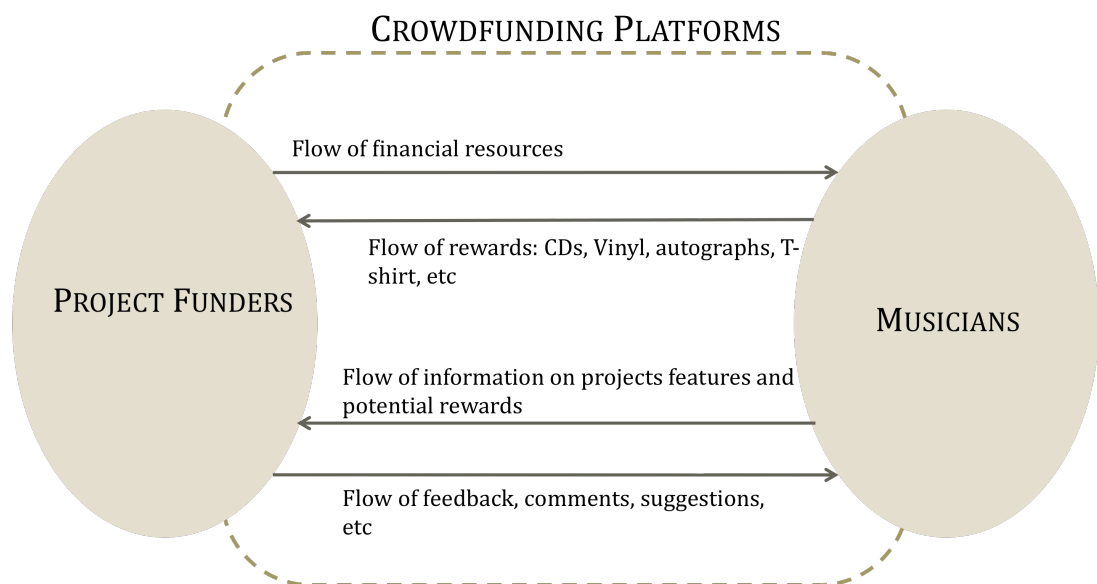 CROWDFUNDING PLATFORMS
Flow of financial resources
Flow of rewards: CDs, Vinyl, autographs, T-
shirt, etc
PROJECT FUNDERS
MUSICIANS
Flow of information on projects features and
potential rewards
Flow of feedback, comments, suggestions,
etc